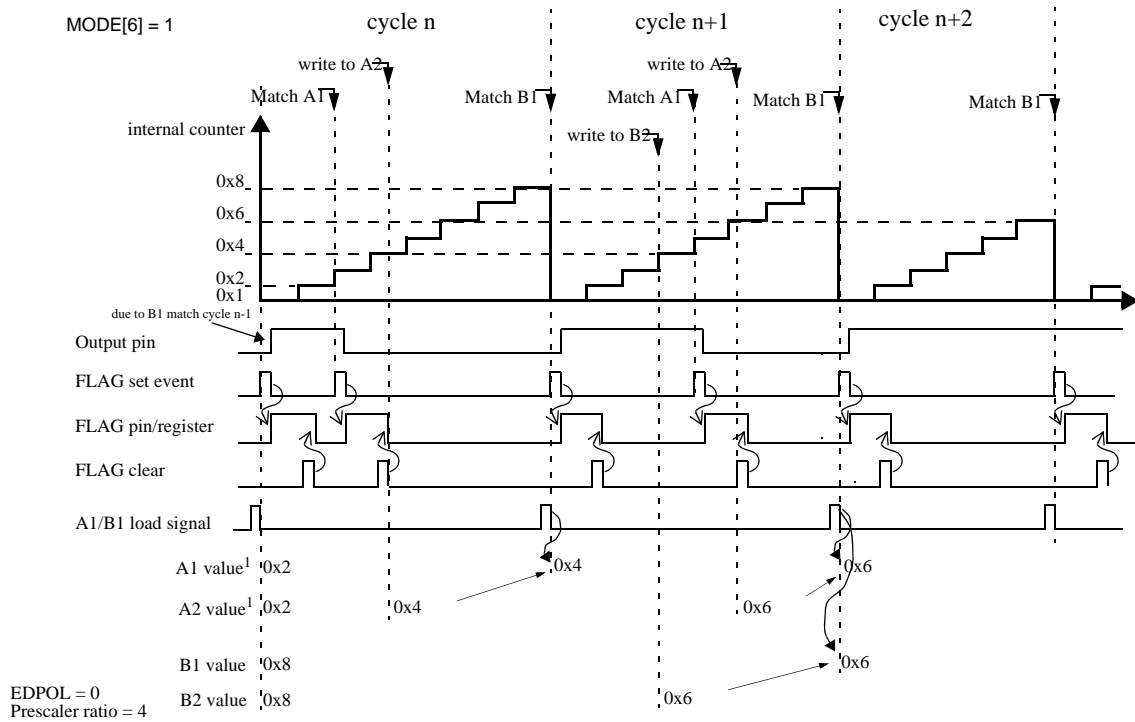 MODE[6] = 1
cycle n
cycle n+1
cycle n+2
write to A2
write to A2
Match A1
Match B1
Match A1
Match B1
Match B1
internal counter
write to B2
0x8
0x6
0x4
0x2
0x1
due to B1 match cycle n-1
Output pin
FLAG set event
FLAG pin/register
FLAG clear
A1/B1 load signal
A1 value1 0x2 0x4 0x6
A2 value1 0x2 0x4 0x6
B1 value 0x8 0x6
B2 value 0x8 0x6
EDPOL = 0
Prescaler ratio = 4